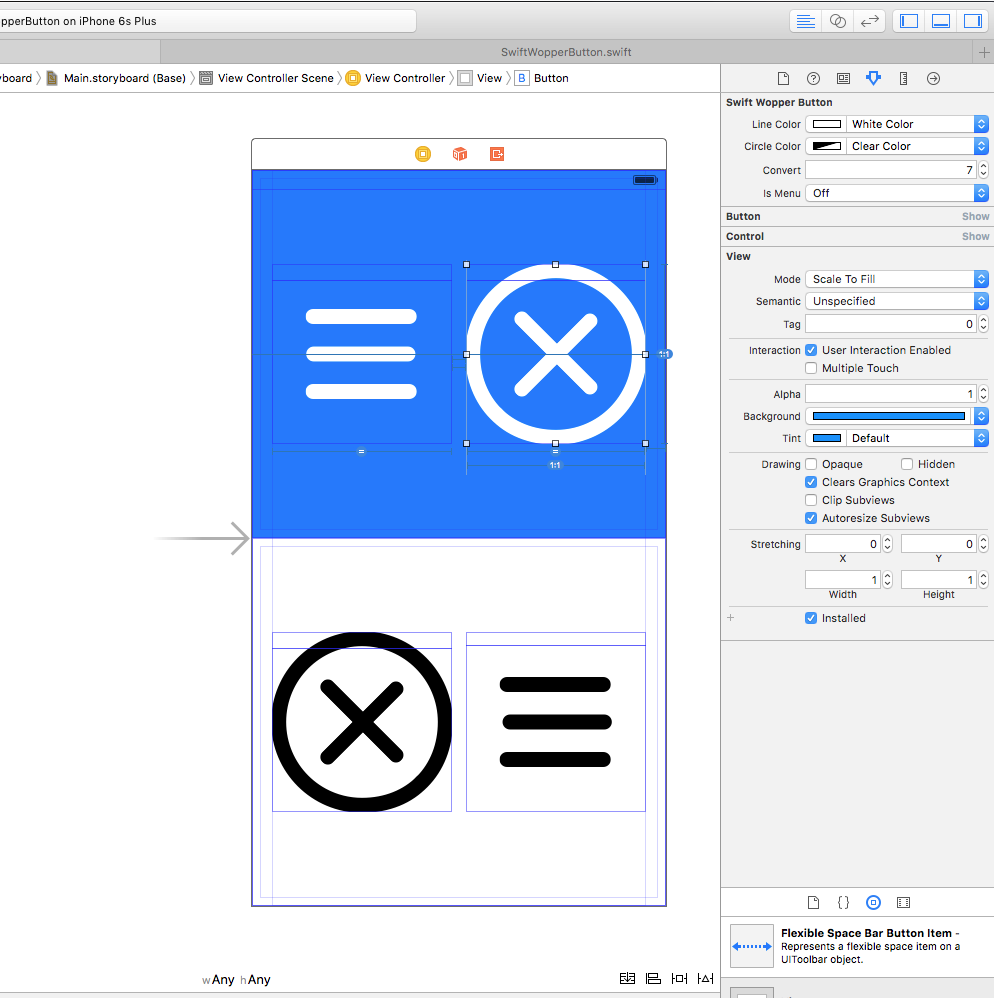 opperButton on iPhone 6s Plus
SwiftWopperButton.swift
yboard Main.storyboard (Base) View Controller Scene View Controller View B Button
Swift Wopper Button
Line Color White Color
Circle Color Clear Color
Convert 7
Is Menu Off
Button Show
Control Show
View
Mode Scale To Fill
Semantic Unspecified
Tag 0
Interaction User Interaction Enabled
Multiple Touch
Alpha 1
Background
Tint Default
Drawing Opaque Hidden
Clears Graphics Context
Clip Subviews
Autoresize Subviews
Stretching 0 0
X Y
1 1
Width Height
+ Installed
1:1
= =
1:1
{}
Flexible Space Bar Button Item -
Represents a flexible space item on a
UIToolbar object.
wAny hAny